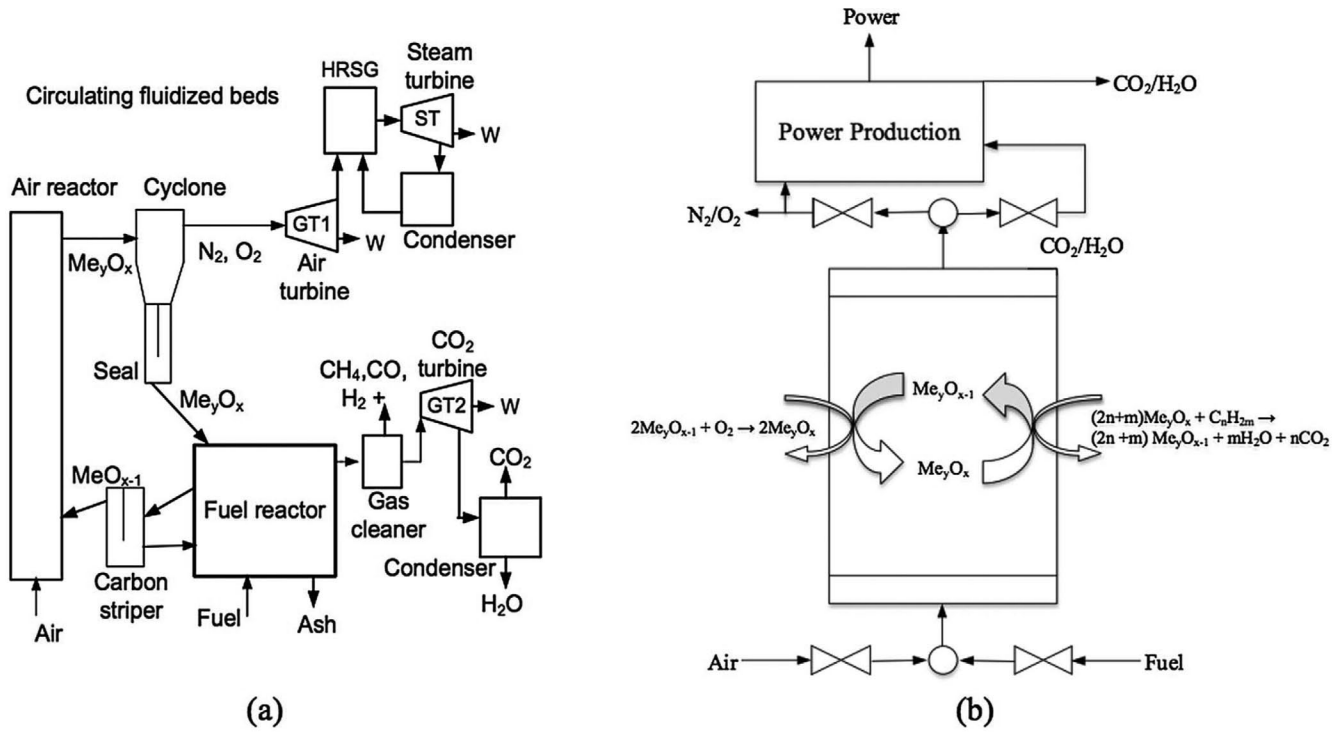 Circulating fluidized beds
HRSG
Steam
turbine
ST
W
Air reactor
Cyclone
MeyOx
N2, O2
GT1
W
Air
turbine
Condenser
Seal
MeyOx
CH4,CO,
H2 +
CO2
turbine
GT2
W
MeOx-1
Fuel reactor
Gas
cleaner
CO2
Condenser
H2O
Carbon
striper
Air
Fuel
Ash
(a)
Power
Power Production
CO2/H2O
N2/O2
CO2/H2O
MeyOx-1
2MeyOx-1 + O2 → 2MeyOx
MeyOx
(2n+m)MeyOx + CnH2m →
(2n +m) MeyOx-1 + mH2O + nCO2
Air
Fuel
(b)